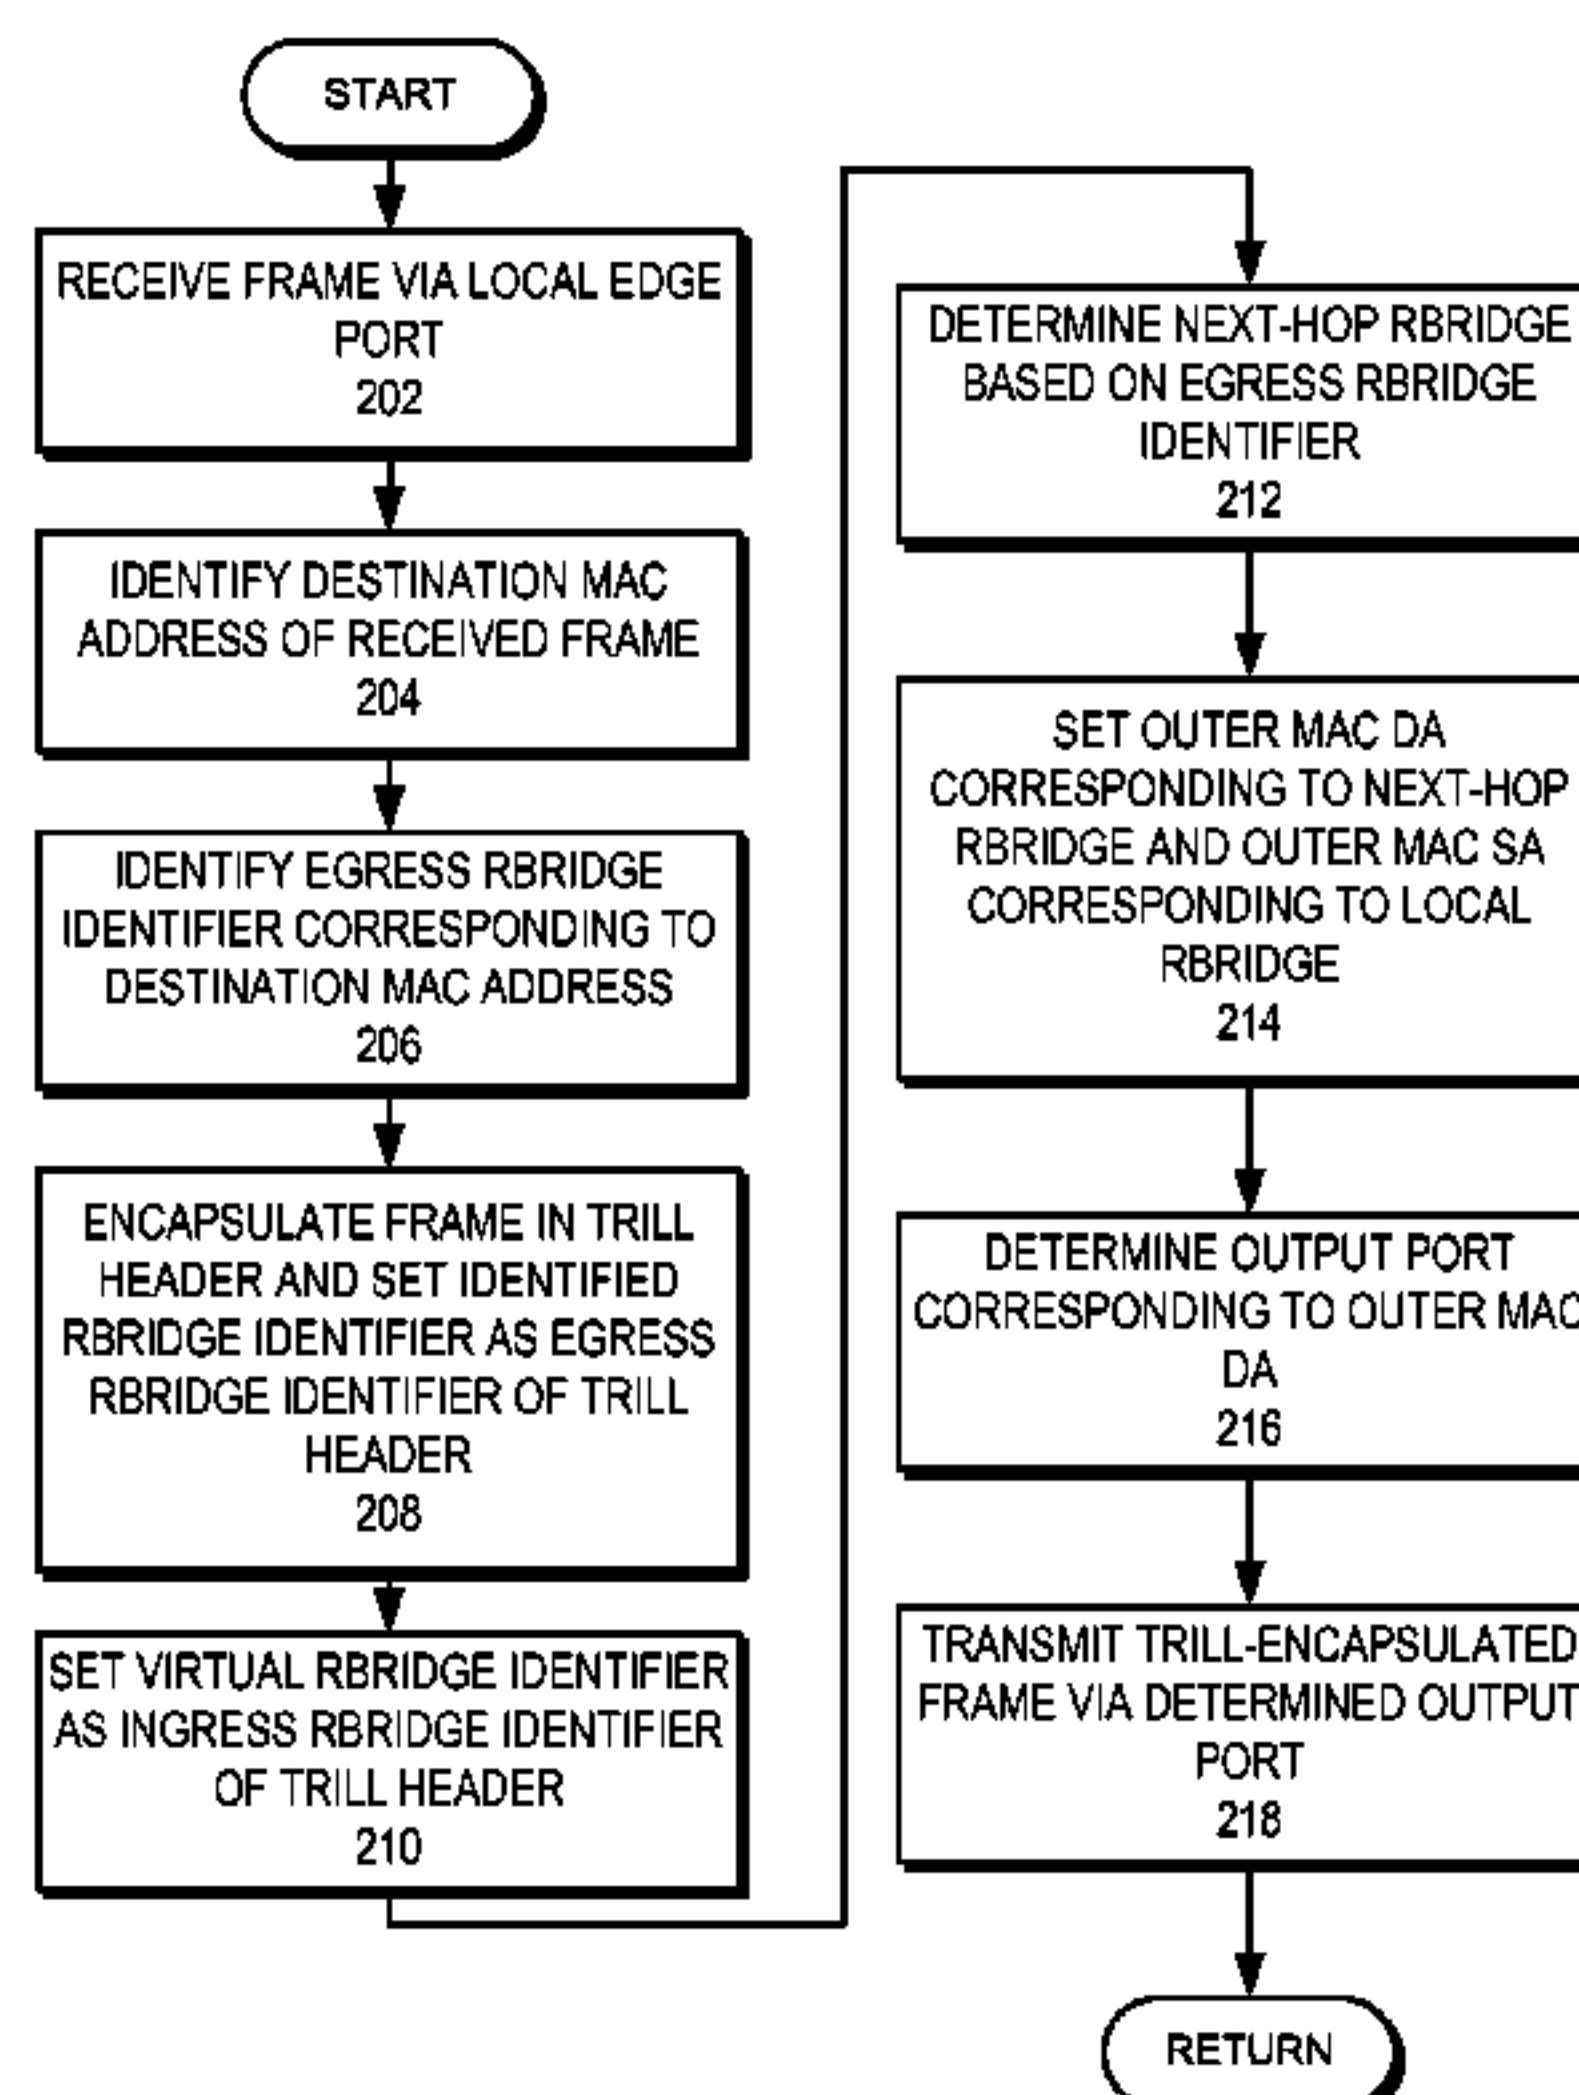 START
RECEIVE FRAME VIA LOCAL EDGE
PORT
202
IDENTIFY DESTINATION MAC
ADDRESS OF RECEIVED FRAME
204
IDENTIFY EGRESS RBRIDGE
IDENTIFIER CORRESPONDING TO
DESTINATION MAC ADDRESS
206
ENCAPSULATE FRAME IN TRILL
HEADER AND SET IDENTIFIED
RBRIDGE IDENTIFIER AS EGRESS
RBRIDGE IDENTIFIER OF TRILL
HEADER
208
SET VIRTUAL RBRIDGE IDENTIFIER
AS INGRESS RBRIDGE IDENTIFIER
OF TRILL HEADER
210
DETERMINE NEXT-HOP RBRIDGE
BASED ON EGRESS RBRIDGE
IDENTIFIER
212
SET OUTER MAC DA
CORRESPONDING TO NEXT-HOP
RBRIDGE AND OUTER MAC SA
CORRESPONDING TO LOCAL
RBRIDGE
214
DETERMINE OUTPUT PORT
CORRESPONDING TO OUTER MAC
DA
216
TRANSMIT TRILL-ENCAPSULATED
FRAME VIA DETERMINED OUTPUT
PORT
218
RETURN